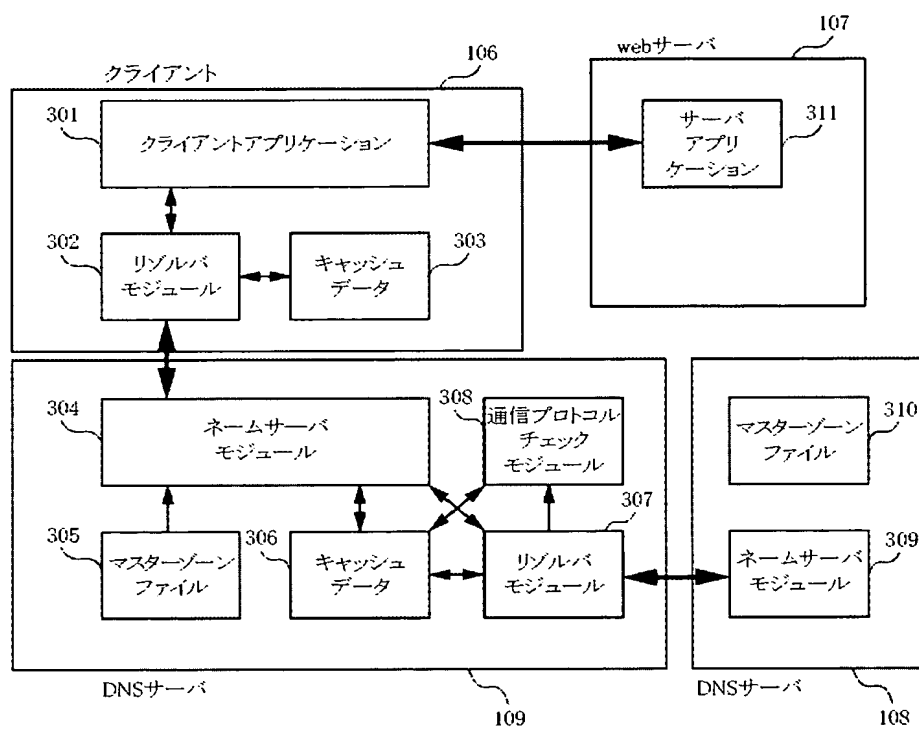 クライアント
106
301
クライアントアプリケーション
302
リゾルバ
モジュール
キャッシュ
データ
303
webサーバ
107
サーバ
アプリ
ケーション
311
304
ネームサーバ
モジュール
308
通信プロトコル
チェック
モジュール
305
マスターゾーン
ファイル
306
キャッシュ
データ
307
リゾルバ
モジュール
DNSサーバ
109
マスターゾーン
ファイル
310
ネームサーバ
モジュール
309
DNSサーバ
108